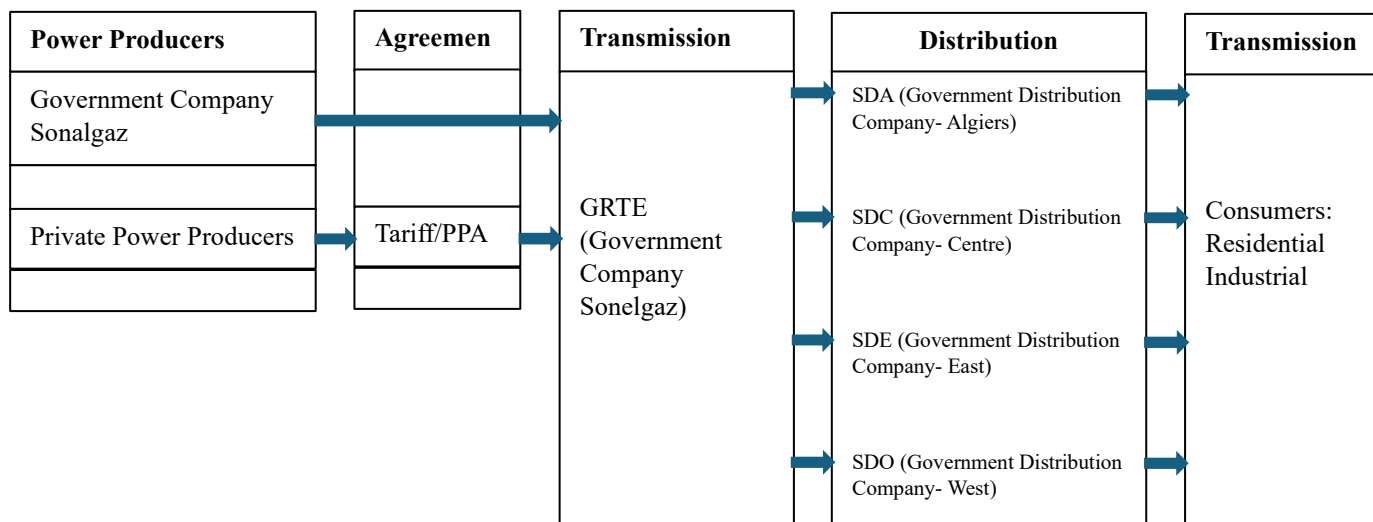 Power Producers
Government Company
Sonalgaz
Private Power Producers
Agreemen
Tariff/PPA
Transmission
GRTE
(Government
Company
Sonelgaz)
Distribution
SDA (Government Distribution
Company- Algiers)
SDC (Government Distribution
Company- Centre)
SDE (Government Distribution
Company- East)
SDO (Government Distribution
Company- West)
Transmission
Consumers:
Residential
Industrial